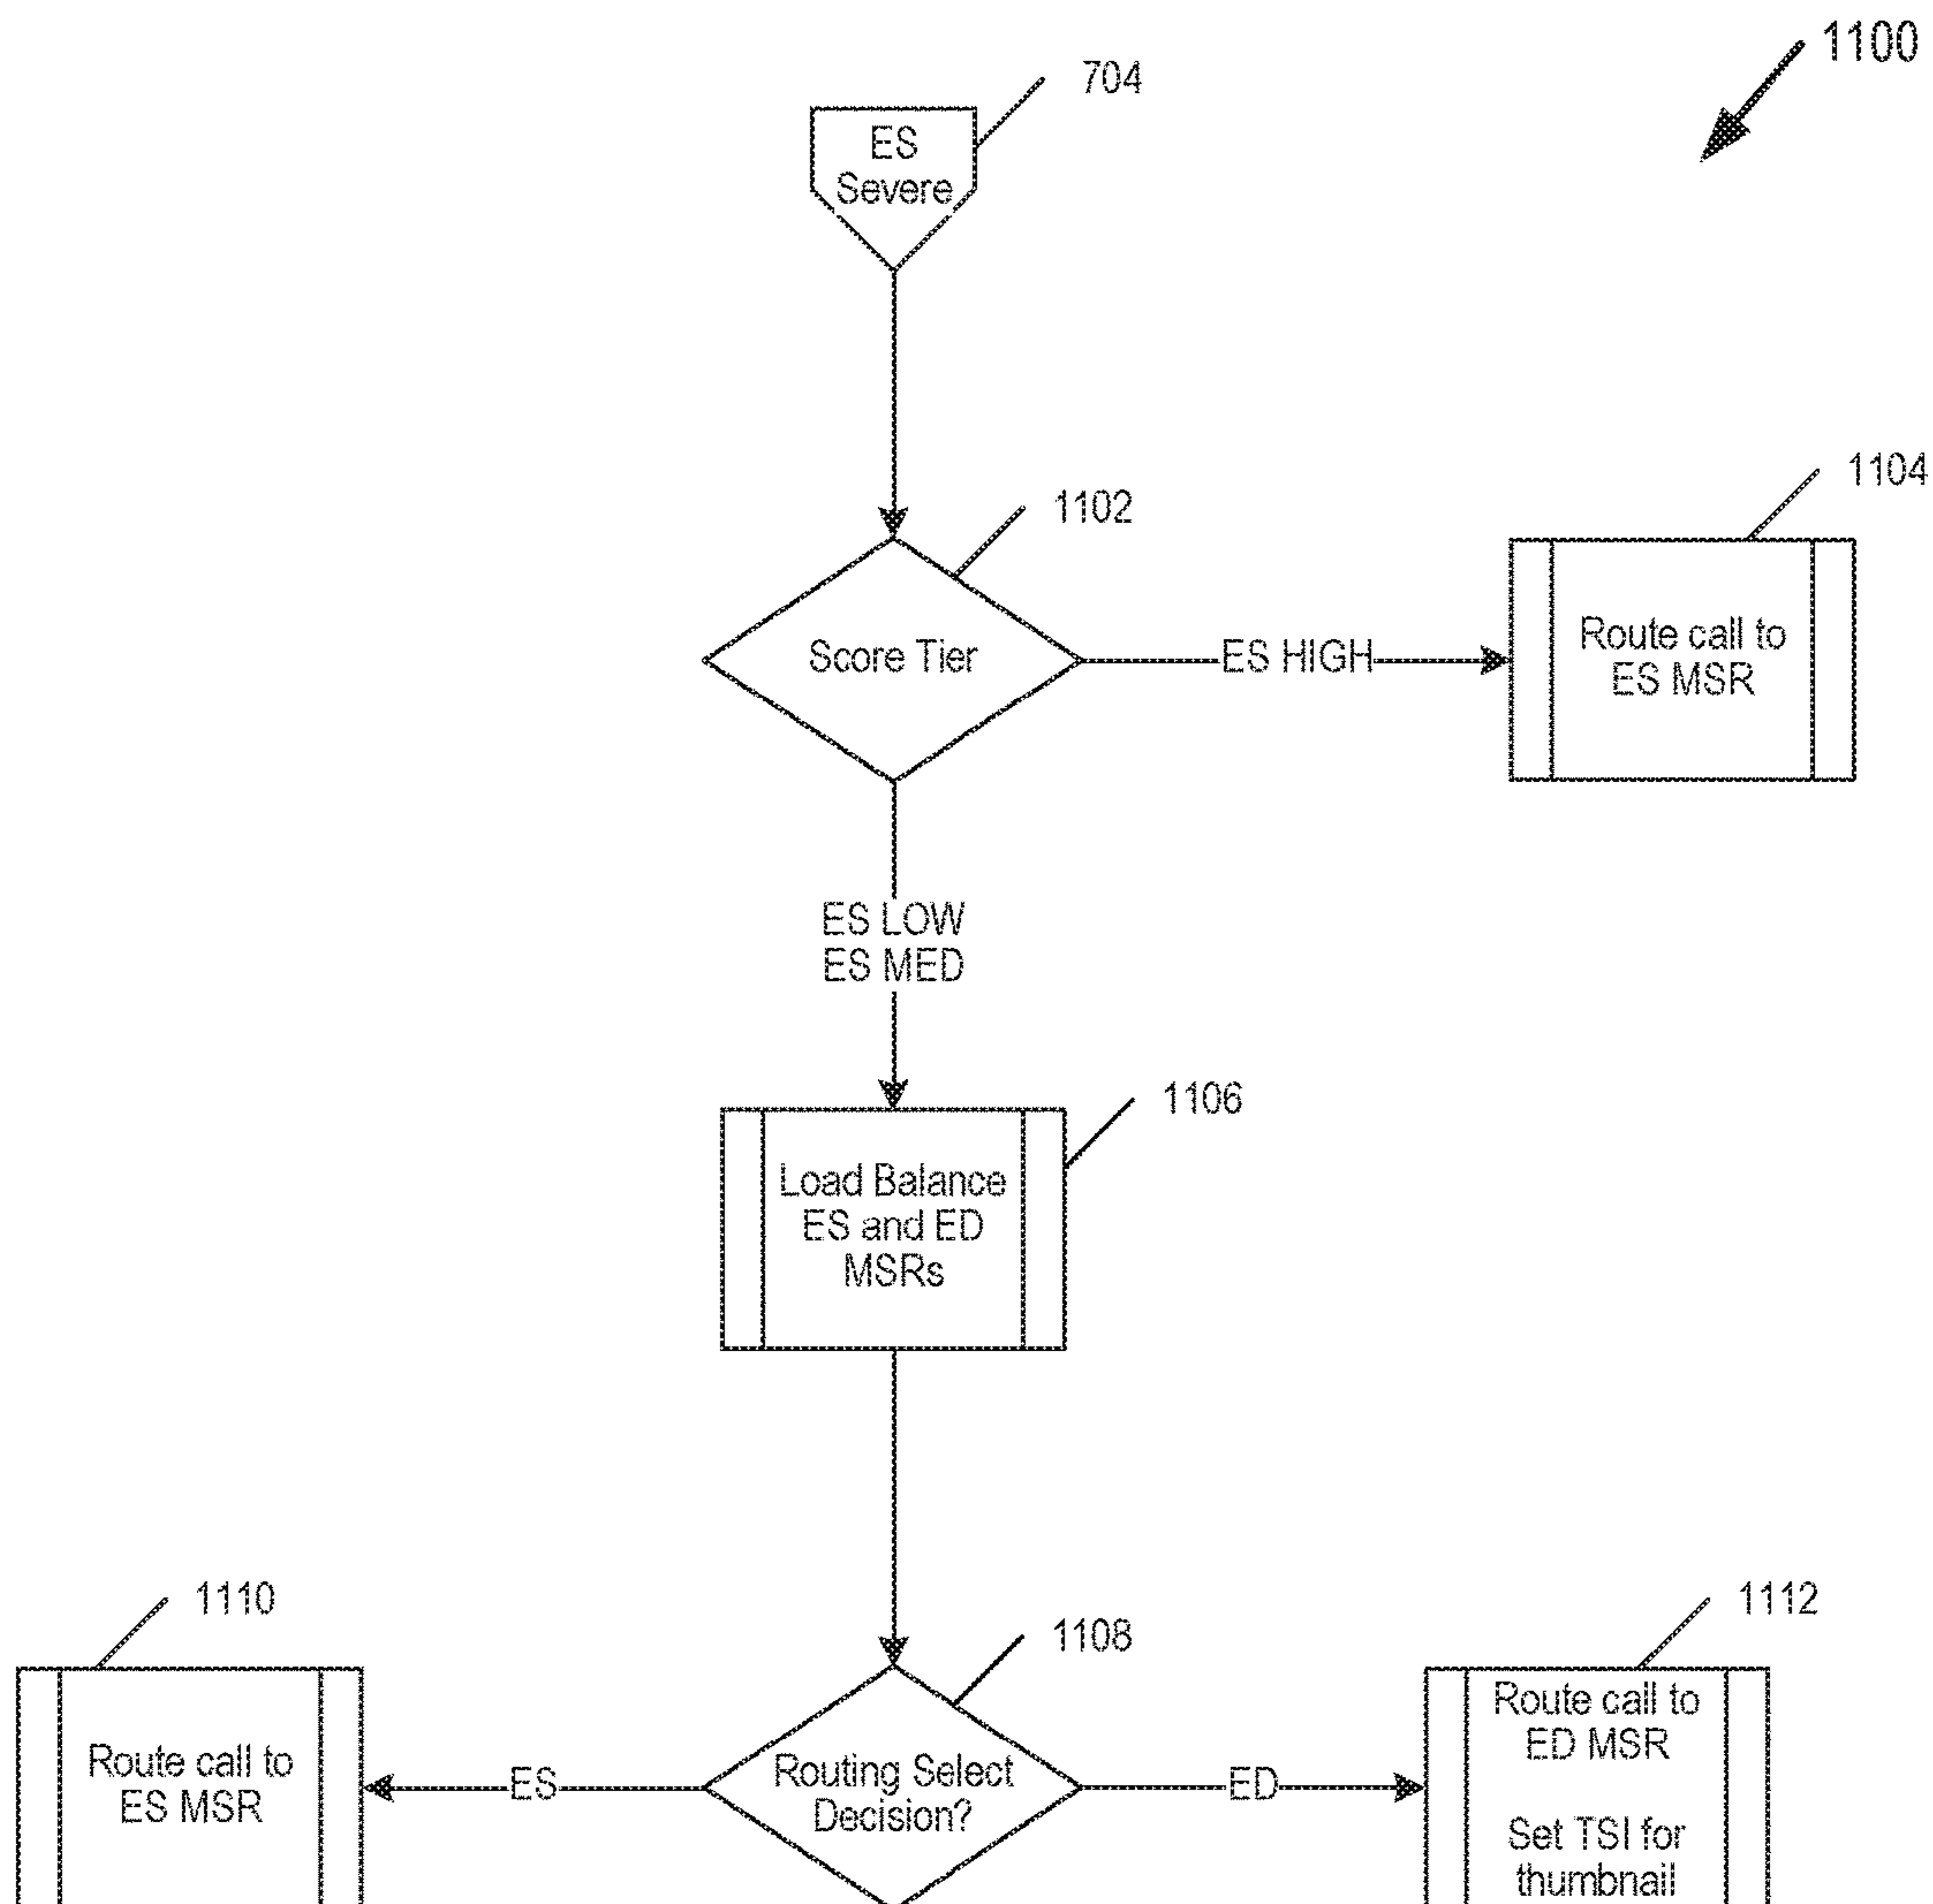 1100
704
ES
Severe
1102
1104
Score Tier
ES HIGH
Route call to
ES MSR
ES LOW
ES MED
1106
Load Balance
ES and ED
MSRs
1110
1108
1112
Route call to
ES MSR
ES
Routing Select
Decision?
ED
Route call to
ED MSR
Set TSI for
thumbnail